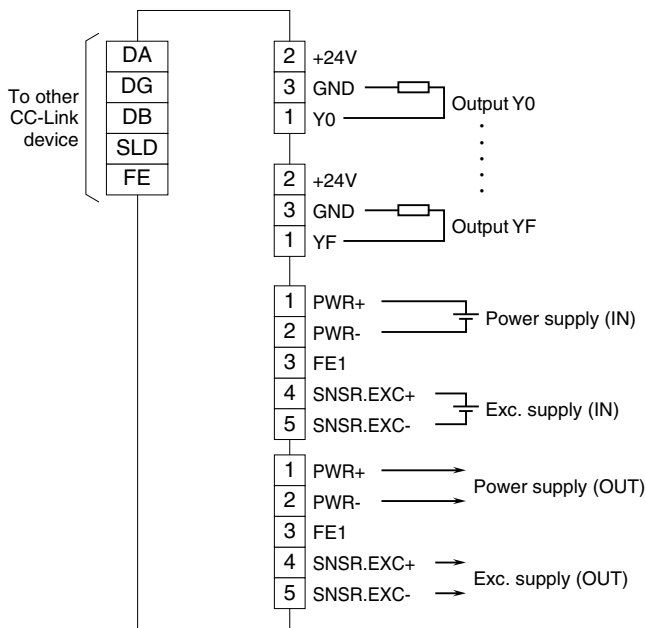 To other
CC-Link
device
DA
DG
DB
SLD
FE
2 +24V
3 GND
1 Y0
Output Y0
2 +24V
3 GND
1 YF
Output YF
1 PWR+
2 PWR-
Power supply (IN)
3 FE1
4 SNSR.EXC+
5 SNSR.EXC-
Exc. supply (IN)
1 PWR+
2 PWR-
Power supply (OUT)
3 FE1
4 SNSR.EXC+
5 SNSR.EXC-
Exc. supply (OUT)